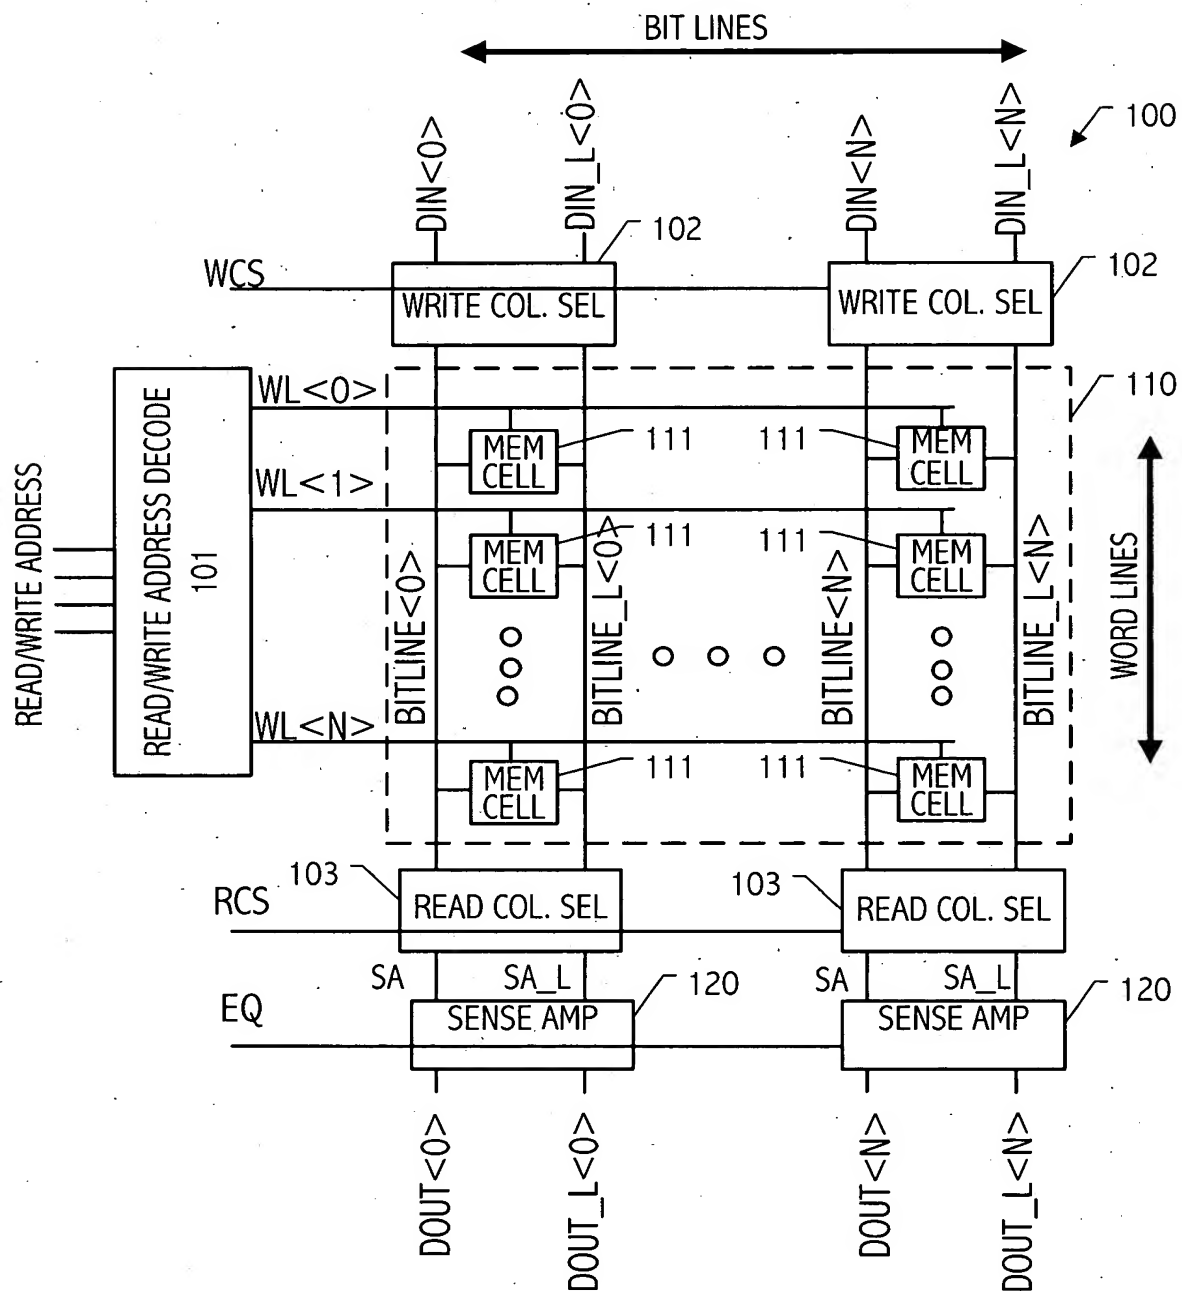 BIT LINES
100
DIN<0>
DIN_L<0>
DIN<N>
DIN_L<N>
102
102
WCS
WRITE COL. SEL
WRITE COL. SEL
110
READ/WRITE ADDRESS
READ/WRITE ADDRESS DECODE
101
WL<0>
MEM CELL
111
111
MEM CELL
WL<1>
MEM CELL
111
111
MEM CELL
BITLINE<0>
BITLINE_L<0>
BITLINE<N>
BITLINE_L<N>
WORD LINES
WL<N>
MEM CELL
111
111
MEM CELL
103
103
RCS
READ COL. SEL
READ COL. SEL
SA
SA_L
120
SA
SA_L
120
EQ
SENSE AMP
SENSE AMP
DOUT<0>
DOUT_L<0>
DOUT<N>
DOUT_L<N>